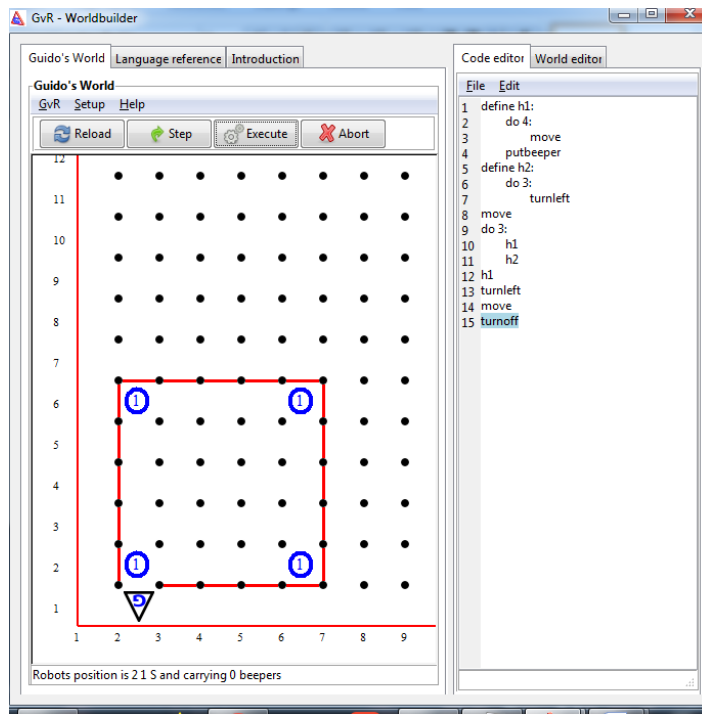 GvR - Worldbuilder
Guido's World Language reference Introduction
Guido's World
GvR Setup Help
Reload Step Execute Abort
12
11
10
9
8
7
6 1 1
5
4
3
2 1 1
1 G
1 2 3 4 5 6 7 8 9
Robots position is 2 1 S and carrying 0 beepers
Code editor World editor
File Edit
1 define h1:
2 do 4:
3 move
4 putbeeper
5 define h2:
6 do 3:
7 turnleft
8 move
9 do 3:
10 h1
11 h2
12 h1
13 turnleft
14 move
15 turnoff